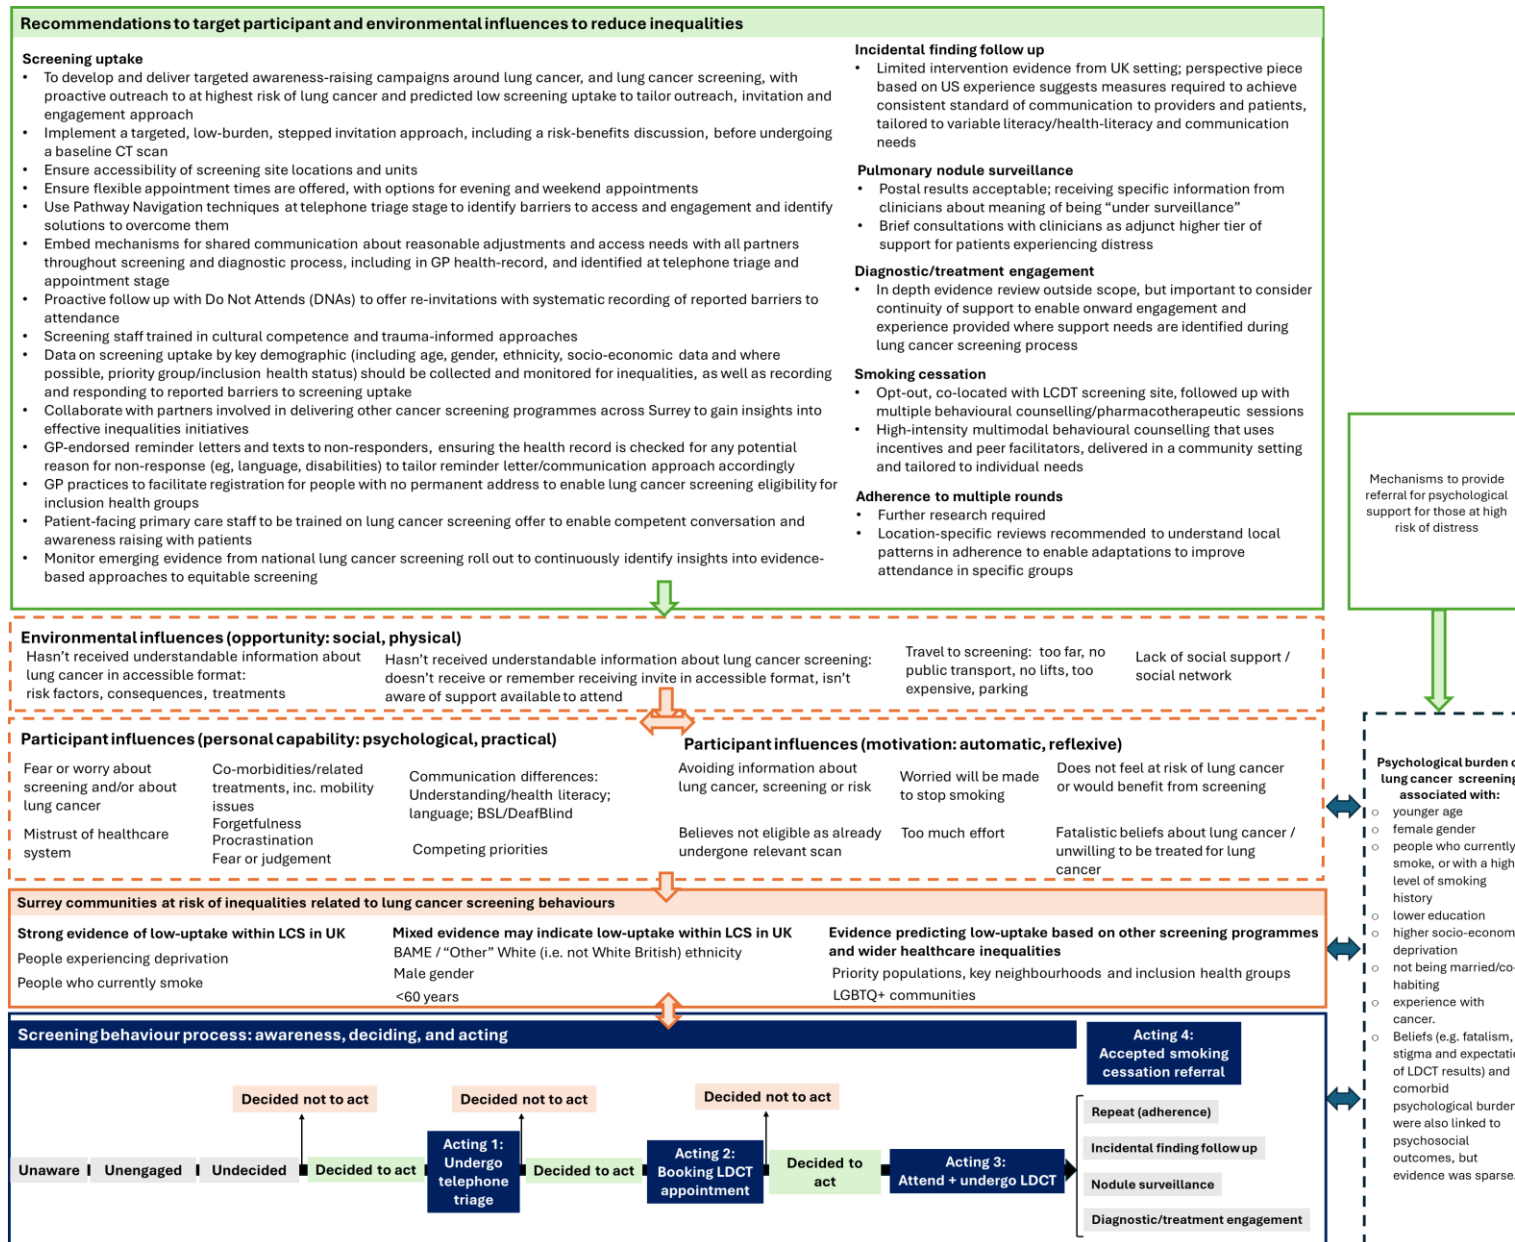 Recommendations to target participant and environmental influences to reduce inequalities
Screening uptake
• To develop and deliver targeted awareness-raising campaigns around lung cancer, and lung cancer screening, with
proactive outreach to at highest risk of lung cancer and predicted low screening uptake to tailor outreach, invitation and
engagement approach
• Implement a targeted, low-burden, stepped invitation approach, including a risk-benefits discussion, before undergoing
a baseline CT scan
• Ensure accessibility of screening site locations and units
• Ensure flexible appointment times are offered, with options for evening and weekend appointments
• Use Pathway Navigation techniques at telephone triage stage to identify barriers to access and engagement and identify
solutions to overcome them
• Embed mechanisms for shared communication about reasonable adjustments and access needs with all partners
throughout screening and diagnostic process, including in GP health-record, and identified at telephone triage and
appointment stage
• Proactive follow up with Do Not Attends (DNAs) to offer re-invitations with systematic recording of reported barriers to
attendance
• Screening staff trained in cultural competence and trauma-informed approaches
• Data on screening uptake by key demographic (including age, gender, ethnicity, socio-economic data and where
possible, priority group/inclusion health status) should be collected and monitored for inequalities, as well as recording
and responding to reported barriers to screening uptake
• Collaborate with partners involved in delivering other cancer screening programmes across Surrey to gain insights into
effective inequalities initiatives
• GP-endorsed reminder letters and texts to non-responders, ensuring the health record is checked for any potential
reason for non-response (eg, language, disabilities) to tailor reminder letter/communication approach accordingly
• GP practices to facilitate registration for people with no permanent address to enable lung cancer screening eligibility for
inclusion health groups
• Patient-facing primary care staff to be trained on lung cancer screening offer to enable competent conversation and
awareness raising with patients
• Monitor emerging evidence from national lung cancer screening roll out to continuously identify insights into evidence-
based approaches to equitable screening
Incidental finding follow up
• Limited intervention evidence from UK setting; perspective piece
based on US experience suggests measures required to achieve
consistent standard of communication to providers and patients,
tailored to variable literacy/health-literacy and communication
needs
Pulmonary nodule surveillance
• Postal results acceptable; receiving specific information from
clinicians about meaning of being “under surveillance”
• Brief consultations with clinicians as adjunct higher tier of
support for patients experiencing distress
Diagnostic/treatment engagement
• In depth evidence review outside scope, but important to consider
continuity of support to enable onward engagement and
experience provided where support needs are identified during
lung cancer screening process
Smoking cessation
• Opt-out, co-located with LCDT screening site, followed up with
multiple behavioural counselling/pharmacotherapeutic sessions
• High-intensity multimodal behavioural counselling that uses
incentives and peer facilitators, delivered in a community setting
and tailored to individual needs
Adherence to multiple rounds
• Further research required
• Location-specific reviews recommended to understand local
patterns in adherence to enable adaptations to improve
attendance in specific groups
Mechanisms to provide
referral for psychological
support for those at high
risk of distress
Environmental influences (opportunity: social, physical)
Hasn’t received understandable information about
lung cancer in accessible format:
risk factors, consequences, treatments
Hasn’t received understandable information about lung cancer screening:
doesn’t receive or remember receiving invite in accessible format, isn’t
aware of support available to attend
Travel to screening: too far, no
public transport, no lifts, too
expensive, parking
Lack of social support /
social network
Participant influences (personal capability: psychological, practical)
Fear or worry about
screening and/or about
lung cancer
Mistrust of healthcare
system
Co-morbidities/related
treatments, inc. mobility
issues
Forgetfulness
Procrastination
Fear or judgement
Communication differences:
Understanding/health literacy;
language; BSL/DeafBlind
Competing priorities
Participant influences (motivation: automatic, reflexive)
Avoiding information about
lung cancer, screening or risk
Believes not eligible as already
undergone relevant scan
Worried will be made
to stop smoking
Too much effort
Does not feel at risk of lung cancer
or would benefit from screening
Fatalistic beliefs about lung cancer /
unwilling to be treated for lung
cancer
Surrey communities at risk of inequalities related to lung cancer screening behaviours
Strong evidence of low-uptake within LCS in UK
People experiencing deprivation
People who currently smoke
Mixed evidence may indicate low-uptake within LCS in UK
BAME / “Other” White (i.e. not White British) ethnicity
Male gender
<60 years
Evidence predicting low-uptake based on other screening programmes
and wider healthcare inequalities
Priority populations, key neighbourhoods and inclusion health groups
LGBTQ+ communities
Psychological burden
lung cancer screening
associated with:
○ younger age
○ female gender
○ people who currently
smoke, or with a high
level of smoking
history
○ lower education
○ higher socio-econom
deprivation
○ not being married/co-
habiting
○ experience with
cancer.
○ Beliefs (e.g. fatalism,
stigma and expectatio
of LDCT results) and
comorbid
psychological burden
were also linked to
psychosocial
outcomes, but
evidence was sparse.
Screening behaviour process: awareness, deciding, and acting
Acting 4:
Accepted smoking
cessation referral
Decided not to act
Decided not to act
Decided not to act
Unaware
Unengaged
Undecided
Decided to act
Acting 1:
Undergo
telephone
triage
Decided to act
Acting 2:
Booking LDCT
appointment
Decided to
act
Acting 3:
Attend + undergo LDCT
Repeat (adherence)
Incidental finding follow up
Nodule surveillance
Diagnostic/treatment engagement